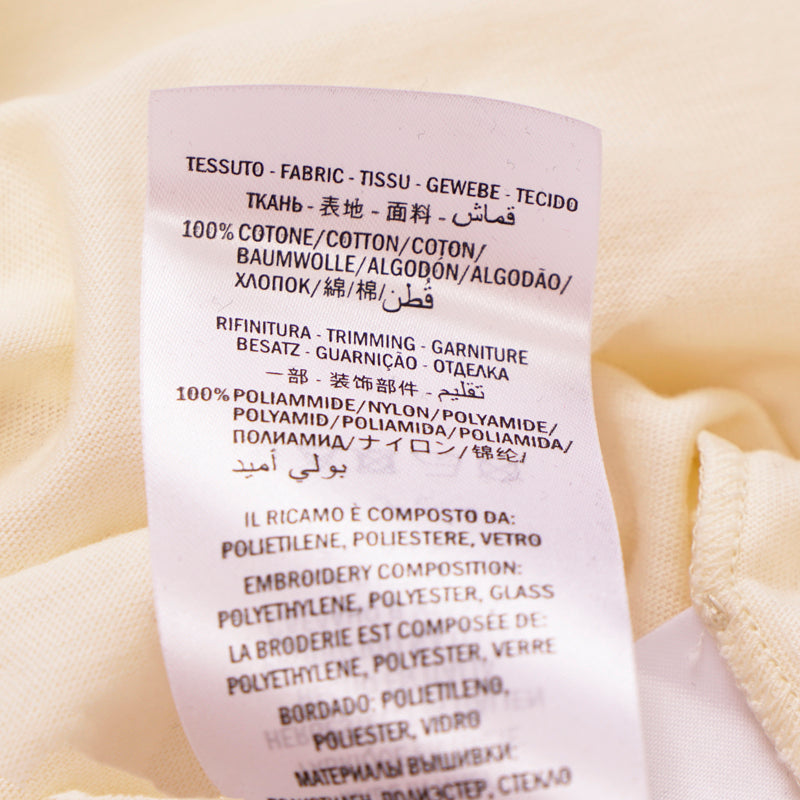 TESSUTO - FABRIC - TISSU - GEWEBE - TECIDO
ТКАНЬ - 表地 - 面料 - قماش
100% COTONE/COTTON/COTON/
BAUMWOLLE/ALGODÓN/ALGODÃO/
ХЛОПОК/綿/棉/قُطن
RIFINITURA - TRIMMING - GARNITURE
BESATZ - GUARNIÇÃO - ОТДЕЛКА
一部 - 装饰部件 - تقليم
100% POLIAMMIDE/NYLON/POLYAMIDE/
POLYAMID/POLIAMIDA/POLIAMIDA/
ПОЛИАМИД/ナイロン/锦纶/
بولي أميد
IL RICAMO È COMPOSTO DA:
POLIETILENE, POLIESTERE, VETRO
EMBROIDERY COMPOSITION:
POLYETHYLENE, POLYESTER, GLASS
LA BRODERIE EST COMPOSÉE DE:
POLYETHYLENE, POLYESTER, VERRE
BORDADO: POLIETILENO,
POLIESTER, VIDRO
МАТЕРИАЛЫ ВЫШИВКИ:
ПОЛИЭСТЕР, СТЕКЛО